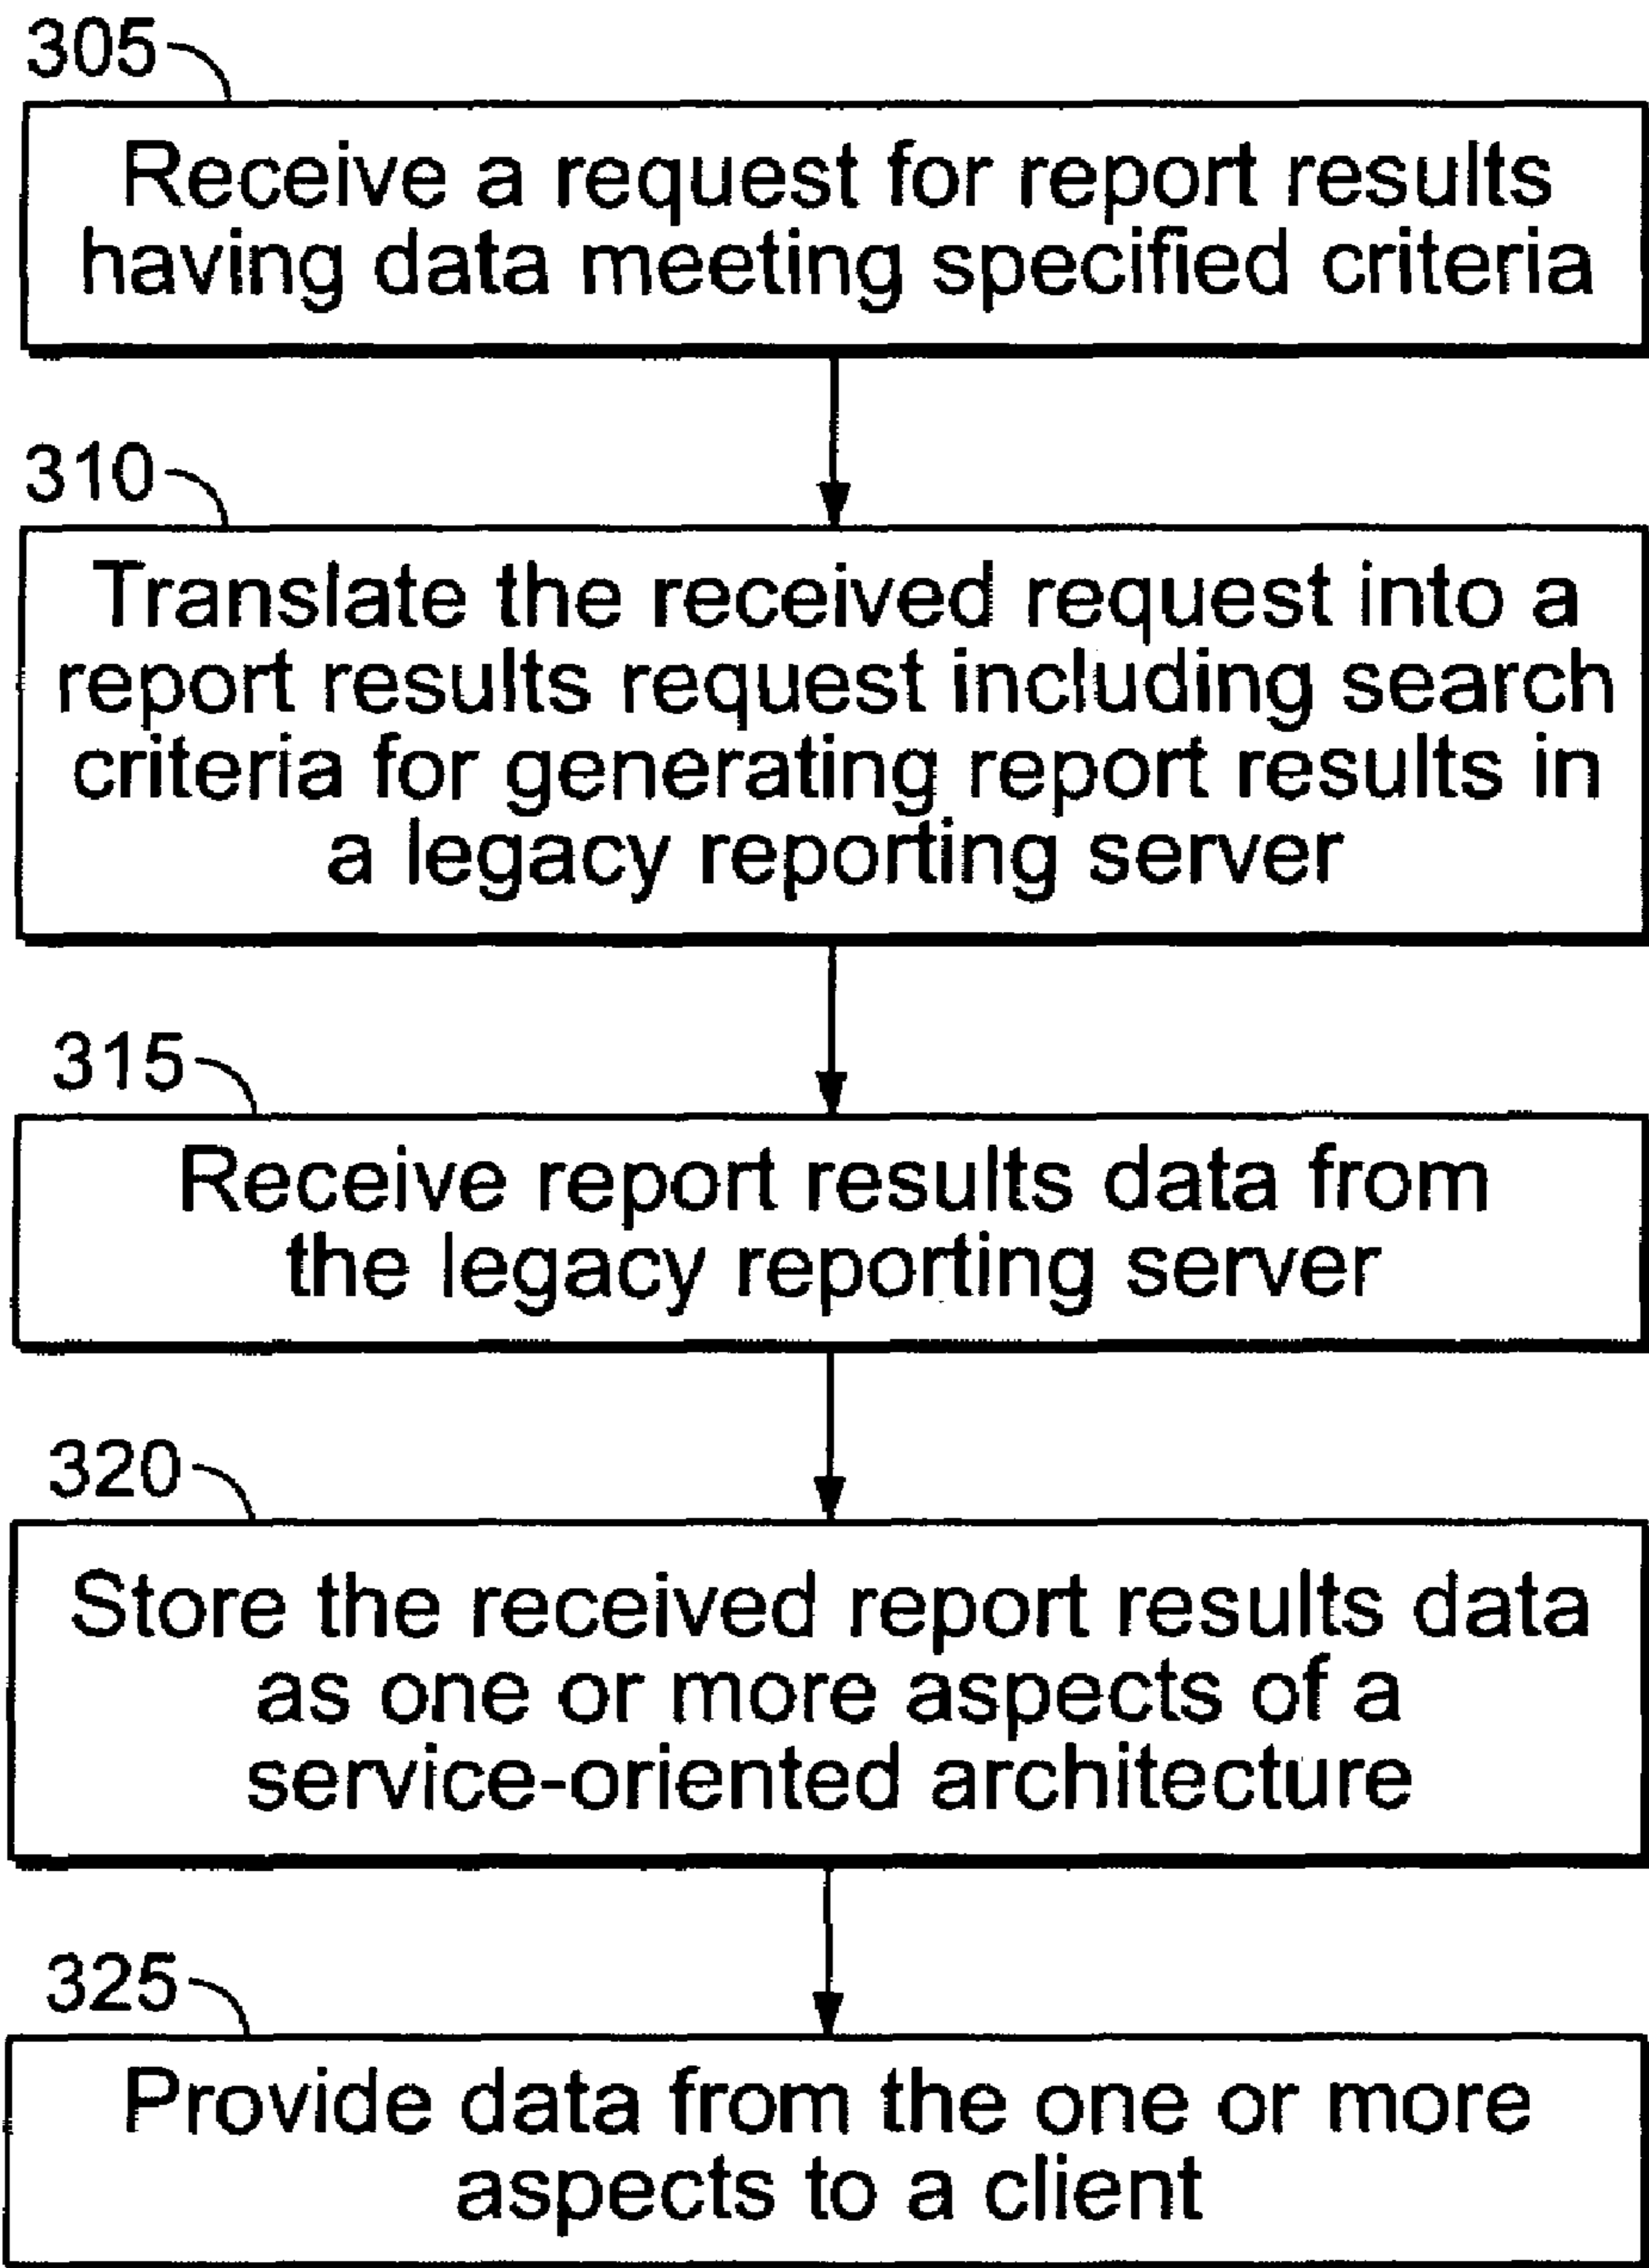 305
Receive a request for report results
having data meeting specified criteria
310
Translate the received request into a
report results request including search
criteria for generating report results in
a legacy reporting server
315
Receive report results data from
the legacy reporting server
320
Store the received report results data
as one or more aspects of a
service-oriented architecture
325
Provide data from the one or more
aspects to a client